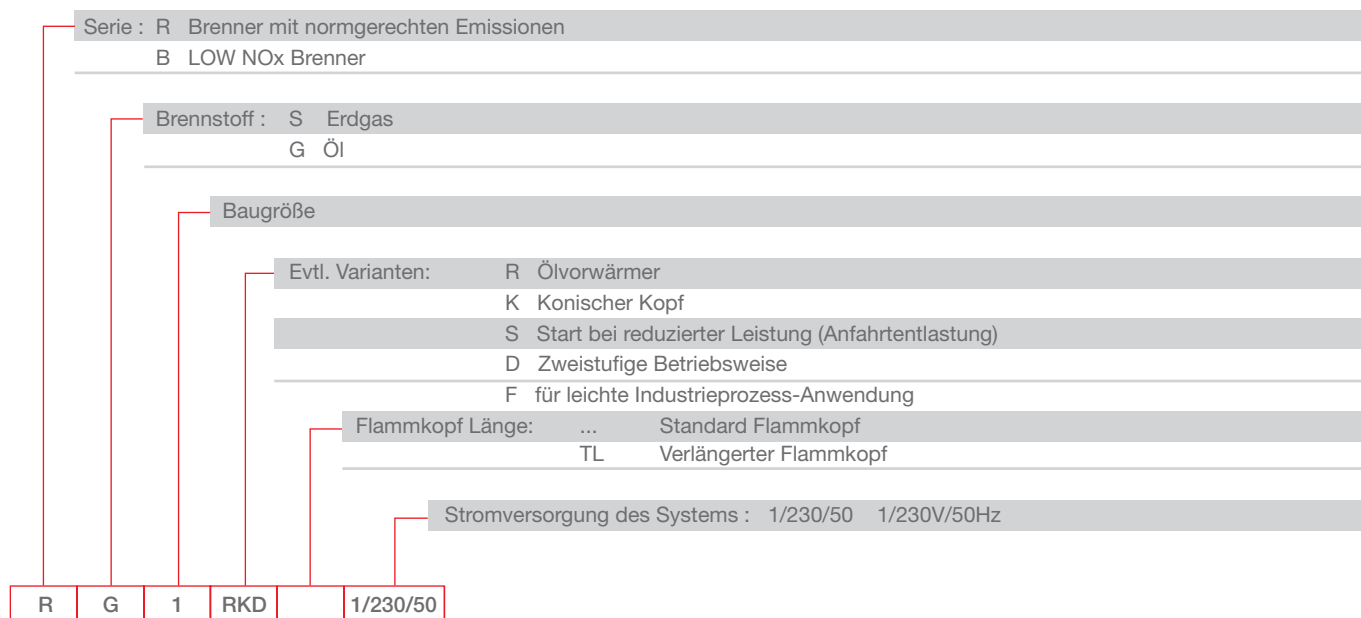 Serie : R Brenner mit normgerechten Emissionen
B LOW NOx Brenner
Brennstoff : S Erdgas
G Öl
Baugröße
Evtl. Varianten: R Ölvorwärmer
K Konischer Kopf
S Start bei reduzierter Leistung (Anfahrtentlastung)
D Zweistufige Betriebsweise
F für leichte Industrieprozess-Anwendung
Flammkopf Länge: ... Standard Flammkopf
TL Verlängerter Flammkopf
Stromversorgung des Systems : 1/230/50 1/230V/50Hz
R G 1 RKD 1/230/50